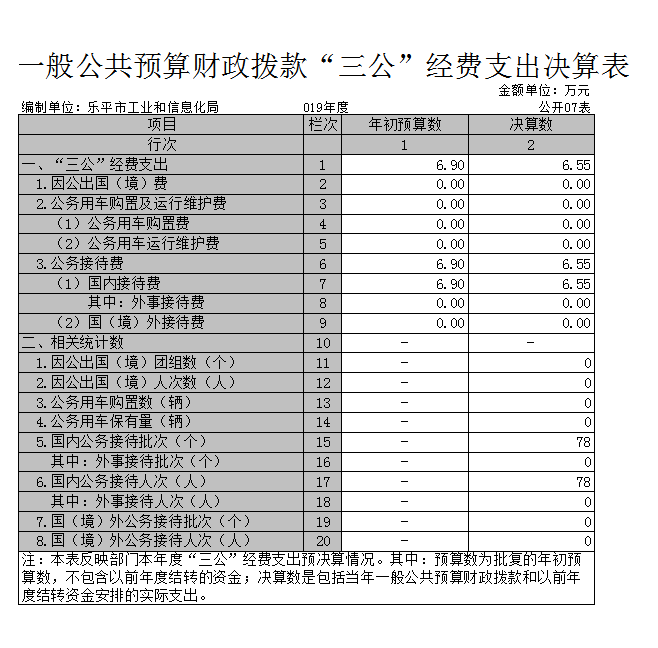 一般公共预算财政拨款“三公”经费支出决算表
金额单位：万元
编制单位：乐平市工业和信息化局 019年度 公开07表
项目 栏次 年初预算数 决算数
行次 1 2
一、“三公”经费支出 1 6.90 6.55
1.因公出国（境）费 2 0.00 0.00
2.公务用车购置及运行维护费 3 0.00 0.00
（1）公务用车购置费 4 0.00 0.00
（2）公务用车运行维护费 5 0.00 0.00
3.公务接待费 6 6.90 6.55
（1）国内接待费 7 6.90 6.55
其中：外事接待费 8 0.00 0.00
（2）国（境）外接待费 9 0.00 0.00
二、相关统计数 10 － －
1.因公出国（境）团组数（个） 11 － 0
2.因公出国（境）人次数（人） 12 － 0
3.公务用车购置数（辆） 13 － 0
4.公务用车保有量（辆） 14 － 0
5.国内公务接待批次（个） 15 － 78
其中：外事接待批次（个） 16 － 0
6.国内公务接待人次（人） 17 － 78
其中：外事接待人次（人） 18 － 0
7.国（境）外公务接待批次（个） 19 － 0
8.国（境）外公务接待人次（人） 20 － 0
注：本表反映部门本年度“三公”经费支出预决算情况。其中：预算数为批复的年初预
算数，不包含以前年度结转的资金；决算数是包括当年一般公共预算财政拨款和以前年
度结转资金安排的实际支出。